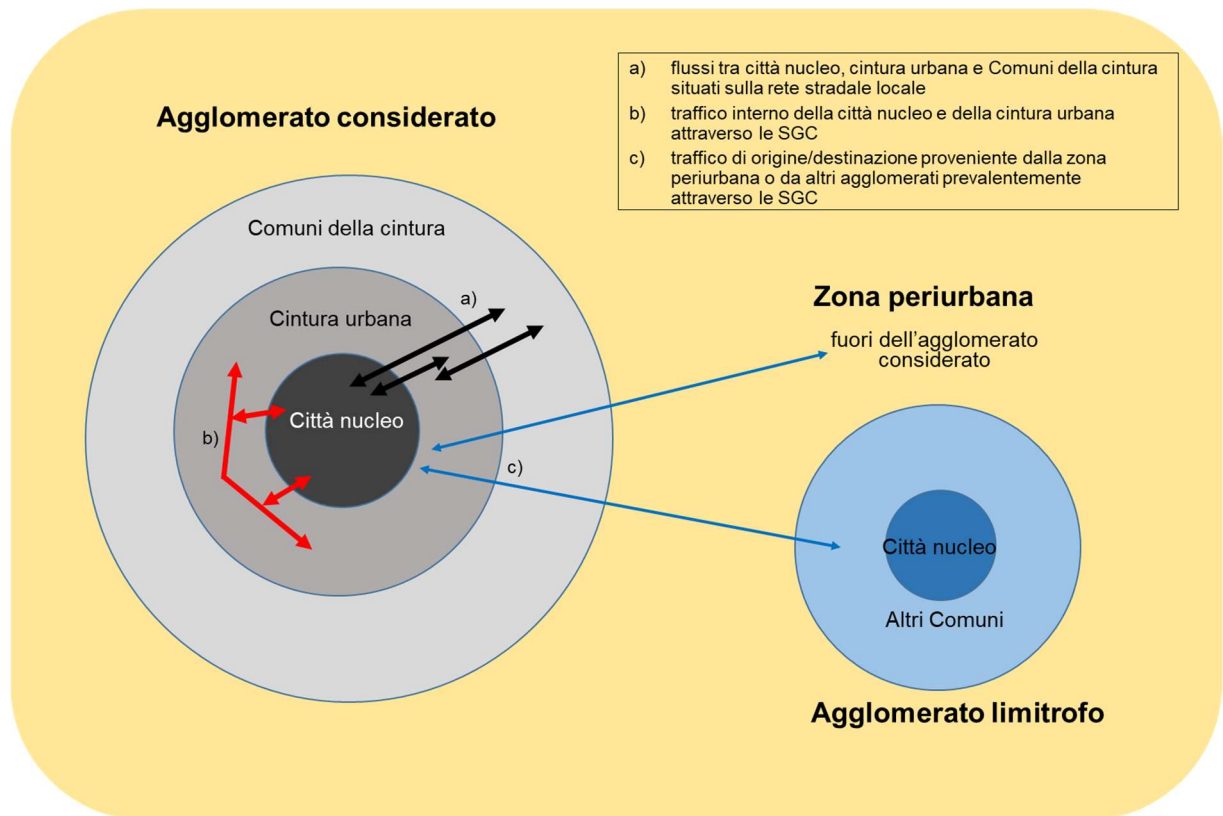 a) flussi tra città nucleo, cintura urbana e Comuni della cintura
situati sulla rete stradale locale
b) traffico interno della città nucleo e della cintura urbana
attraverso le SGC
c) traffico di origine/destinazione proveniente dalla zona
periurbana o da altri agglomerati prevalentemente
attraverso le SGC
Agglomerato considerato
Comuni della cintura
Cintura urbana
a)
Città nucleo
b)
c)
Zona periurbana
fuori dell'agglomerato
considerato
Città nucleo
Altri Comuni
Agglomerato limitrofo